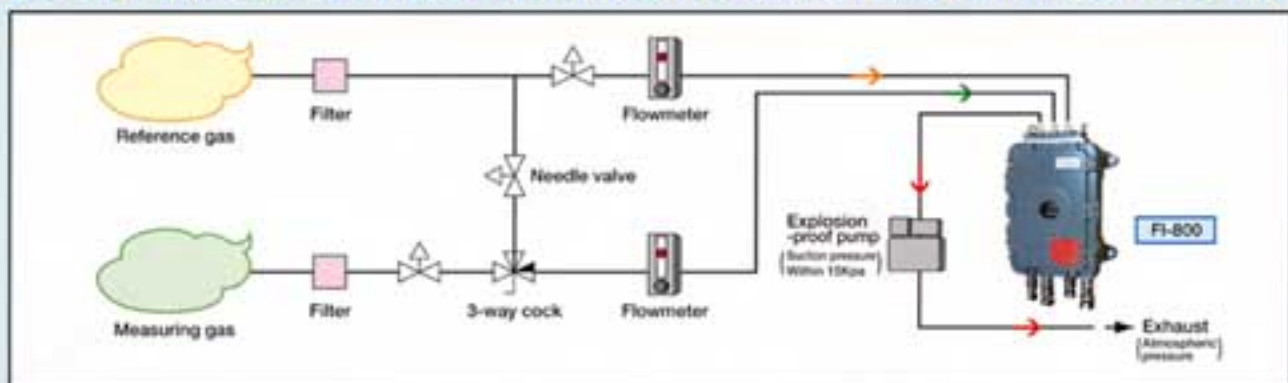 Reference gas
Filter
Flowmeter
Needle valve
Explosion
-proof pump
(Suction pressure)
Within 15Kpa
FI-800
Measuring gas
Filter
3-way cock
Flowmeter
Exhaust
(Atmospheric
pressure)